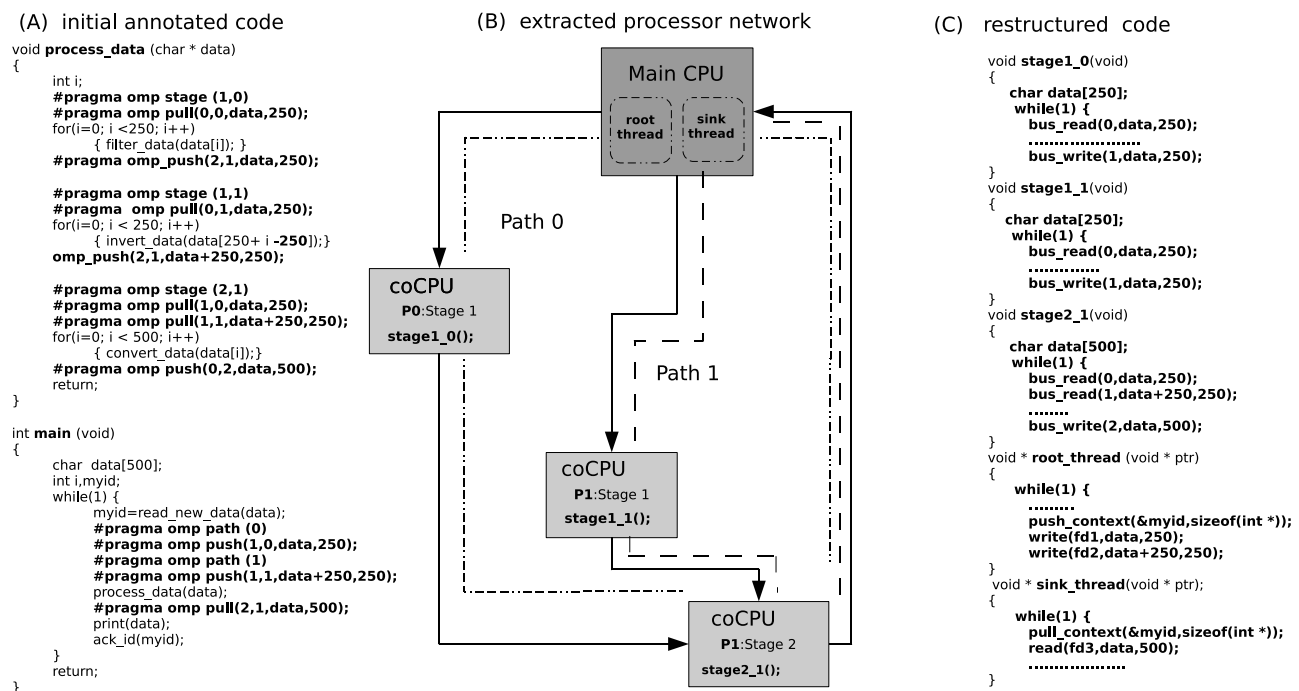 (A) initial annotated code
void process_data (char * data)
{
int i;
#pragma omp stage (1,0)
#pragma omp pull(0,0,data,250);
for(i=0; i <250; i++)
{ filter_data(data[i]); }
#pragma omp_push(2,1,data,250);
#pragma omp stage (1,1)
#pragma omp pull(0,1,data,250);
for(i=0; i < 250; i++)
{ invert_data(data[250+ i -250]);}
omp_push(2,1,data+250,250);
#pragma omp stage (2,1)
#pragma omp pull(1,0,data,250);
#pragma omp pull(1,1,data+250,250);
for(i=0; i < 500; i++)
{ convert_data(data[i]);}
#pragma omp push(0,2,data,500);
return;
}
int main (void)
{
char data[500];
int i,myid;
while(1) {
myid=read_new_data(data);
#pragma omp path (0)
#pragma omp push(1,0,data,250);
#pragma omp path (1)
#pragma omp push(1,1,data+250,250);
process_data(data);
#pragma omp pull(2,1,data,500);
print(data);
ack_id(myid);
}
return;
}
(B) extracted processor network
Main CPU
root
thread
sink
thread
Path 0
coCPU
P0:Stage 1
stage1_0();
Path 1
coCPU
P1:Stage 1
stage1_1();
coCPU
P1:Stage 2
stage2_1();
(C) restructured code
void stage1_0(void)
{
char data[250];
while(1) {
bus_read(0,data,250);
.....................
bus_write(1,data,250);
}
void stage1_1(void)
{
char data[250];
while(1) {
bus_read(0,data,250);
.............
bus_write(1,data,250);
}
void stage2_1(void)
{
char data[500];
while(1) {
bus_read(0,data,250);
bus_read(1,data+250,250);
.......
bus_write(2,data,500);
}
void * root_thread (void * ptr)
{
while(1) {
........
push_context(&myid,sizeof(int *));
write(fd1,data,250);
write(fd2,data+250,250);
}
void * sink_thread(void * ptr);
{
while(1) {
pull_context(&myid,sizeof(int *));
read(fd3,data,500);
..................
}